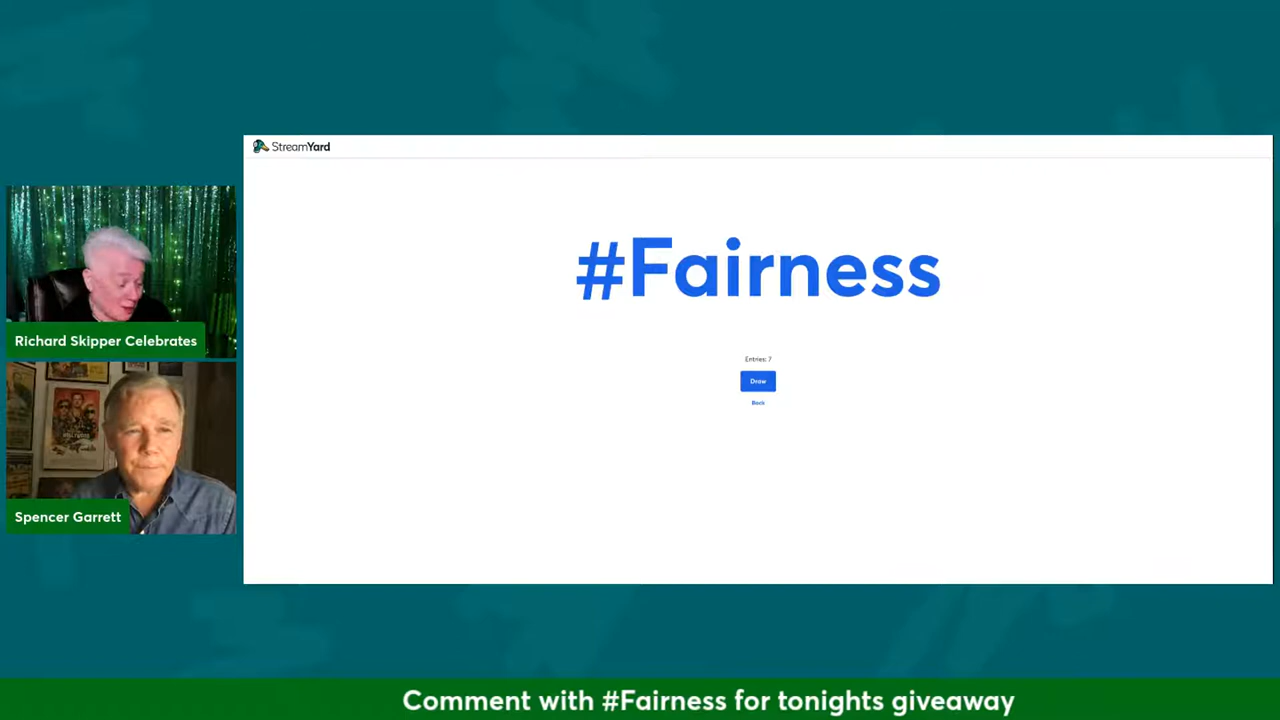 StreamYard
#Fairness
Entries: 7
Draw
Back
Richard Skipper Celebrates
Spencer Garrett
Comment with #Fairness for tonights giveaway